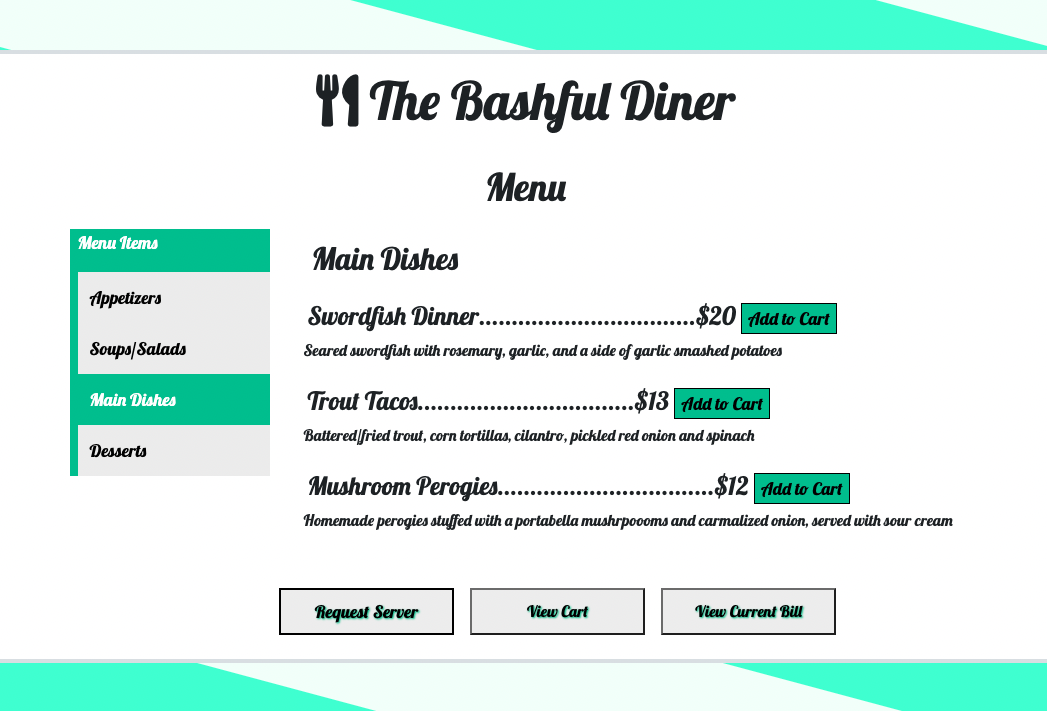 The Bashful Diner
Menu
Menu Items
Appetizers
Soups/Salads
Main Dishes
Desserts
Main Dishes
Swordfish Dinner.................................$20 Add to Cart
Seared swordfish with rosemary, garlic, and a side of garlic smashed potatoes
Trout Tacos.................................$13 Add to Cart
Battered/fried trout, corn tortillas, cilantro, pickled red onion and spinach
Mushroom Perogies.................................$12 Add to Cart
Homemade perogies stuffed with a portabella mushrpoooms and carmalized onion, served with sour cream
Request Server View Cart View Current Bill